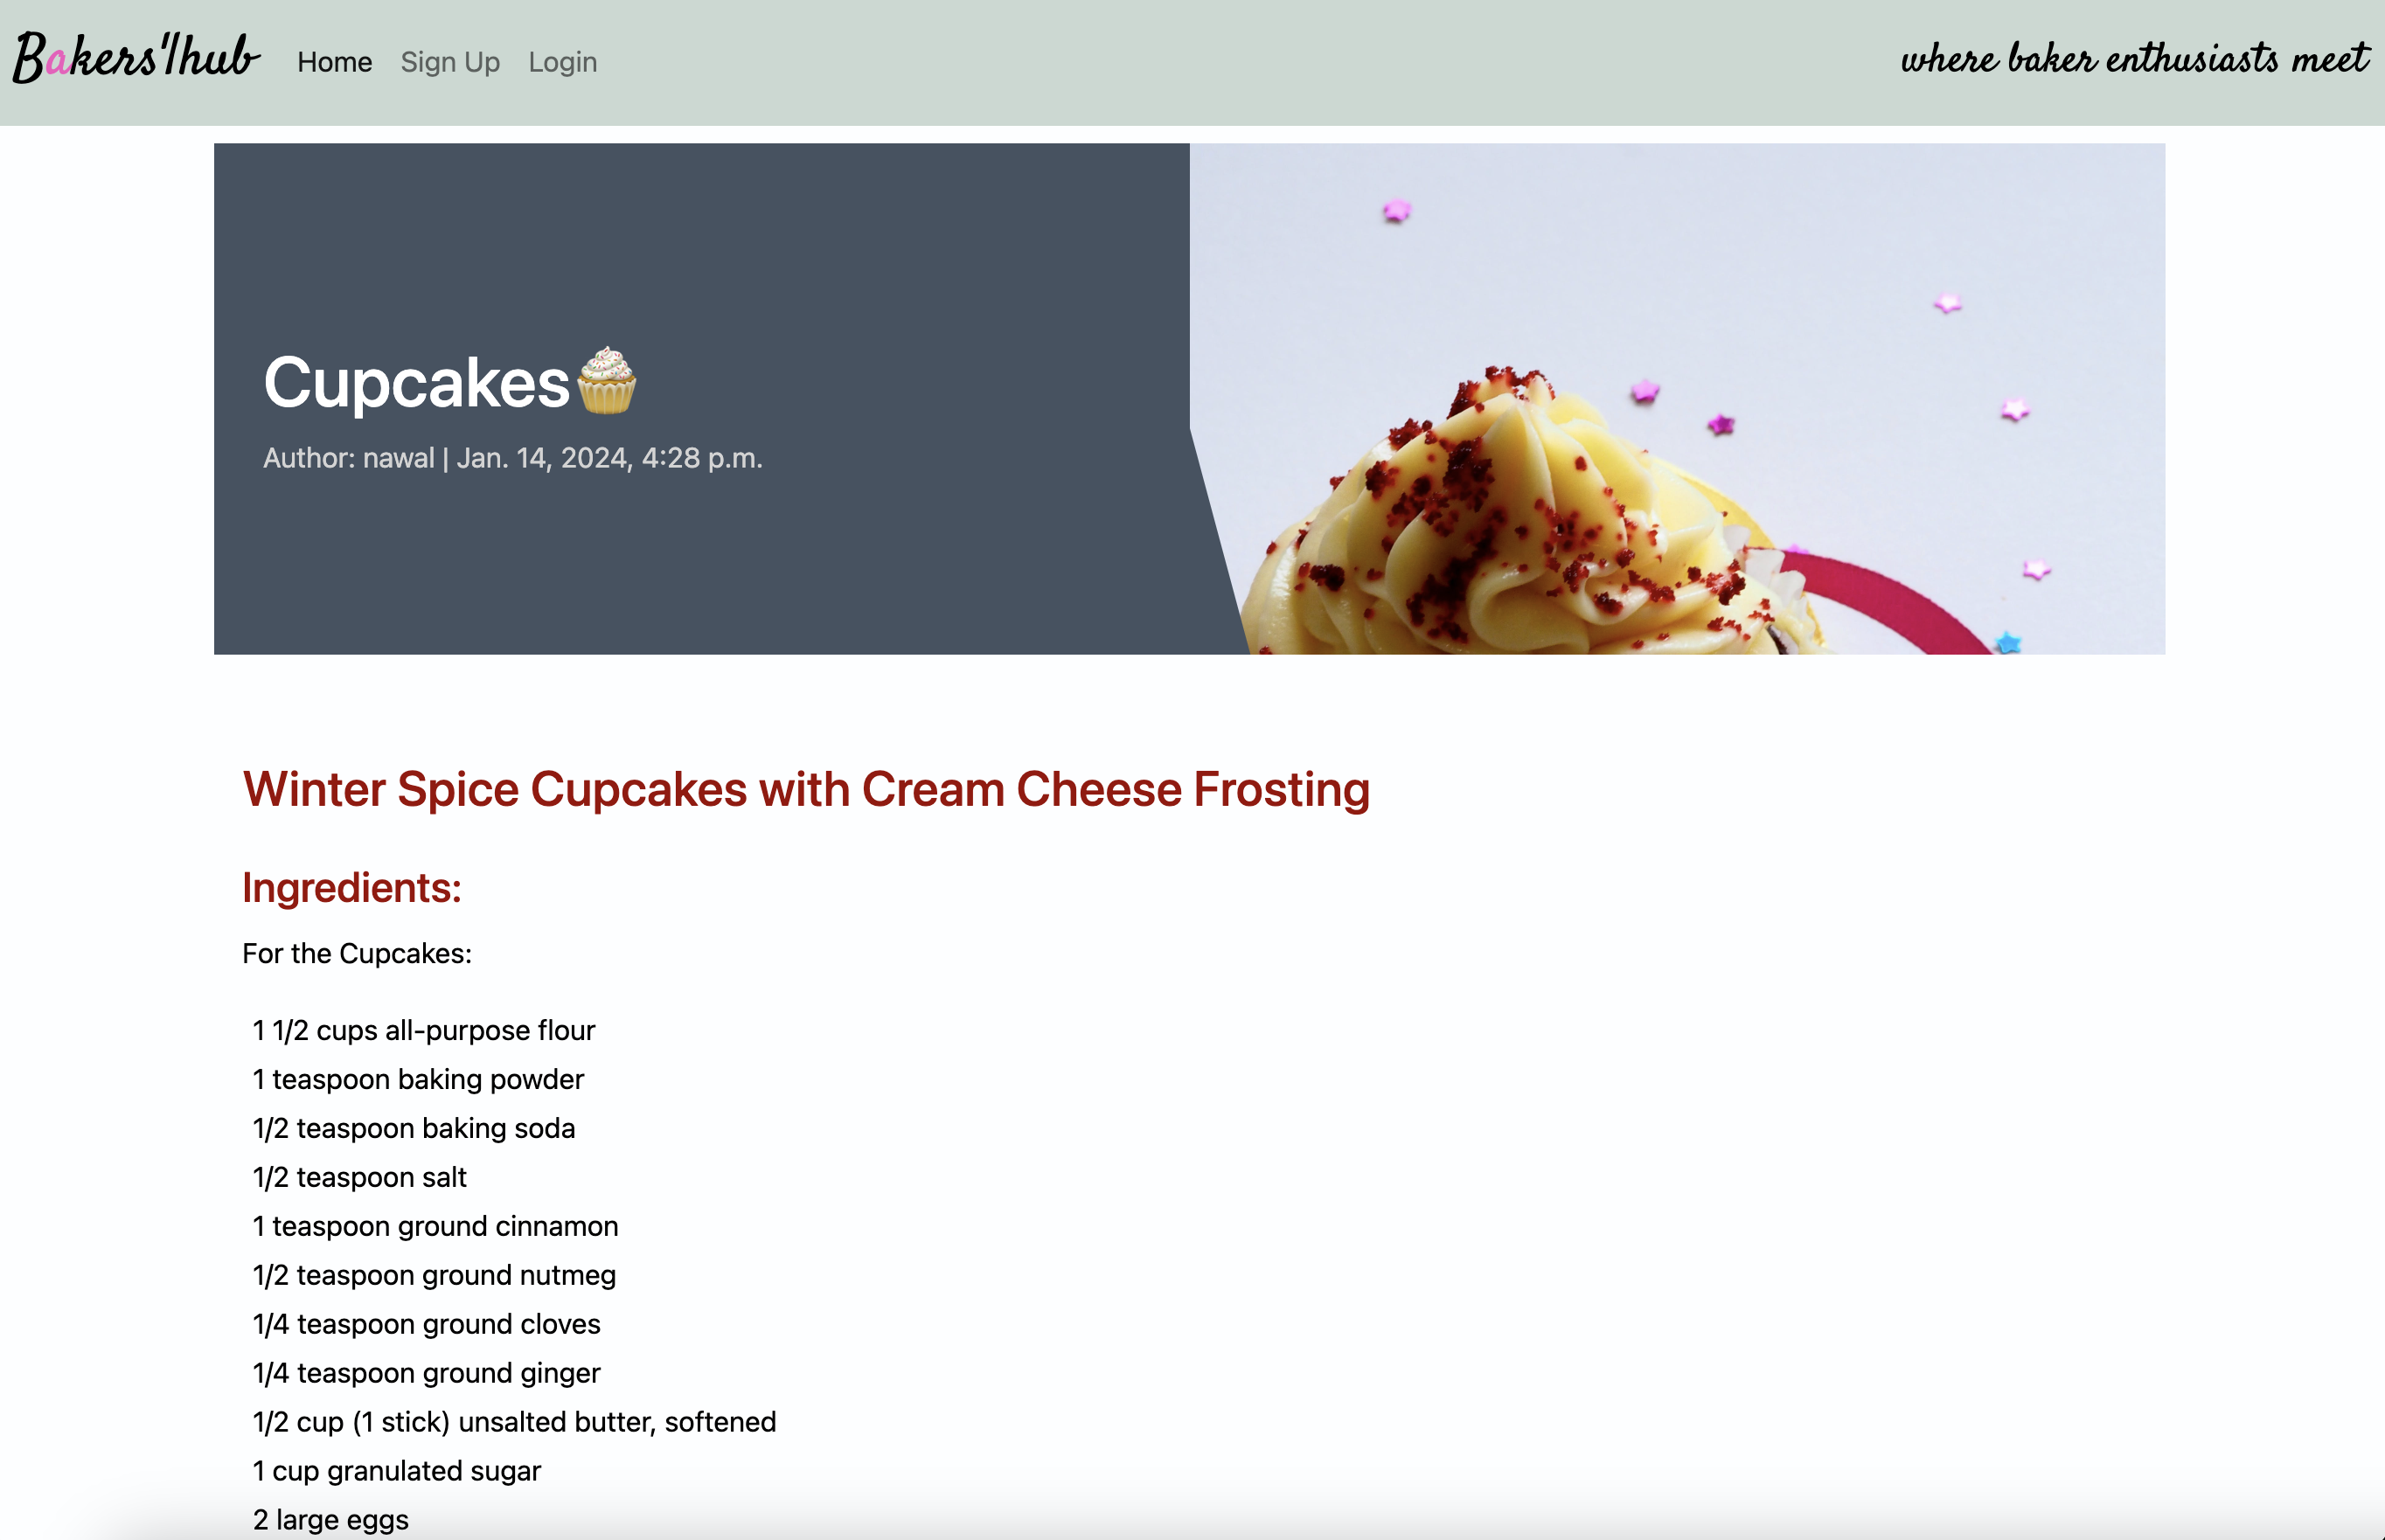 Bakers'Hub Home Sign Up Login where baker enthusiasts meet
Cupcakes🧁
Author: nawal | Jan. 14, 2024, 4:28 p.m.
Winter Spice Cupcakes with Cream Cheese Frosting
Ingredients:
For the Cupcakes:
1 1/2 cups all-purpose flour
1 teaspoon baking powder
1/2 teaspoon baking soda
1/2 teaspoon salt
1 teaspoon ground cinnamon
1/2 teaspoon ground nutmeg
1/4 teaspoon ground cloves
1/4 teaspoon ground ginger
1/2 cup (1 stick) unsalted butter, softened
1 cup granulated sugar
2 large eggs